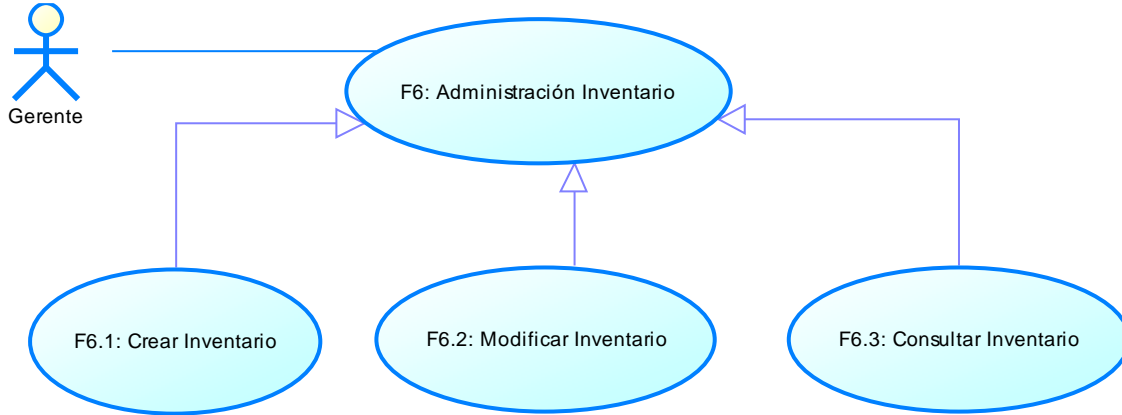 Gerente
F6: Administración Inventario
F6.1: Crear Inventario
F6.2: Modificar Inventario
F6.3: Consultar Inventario